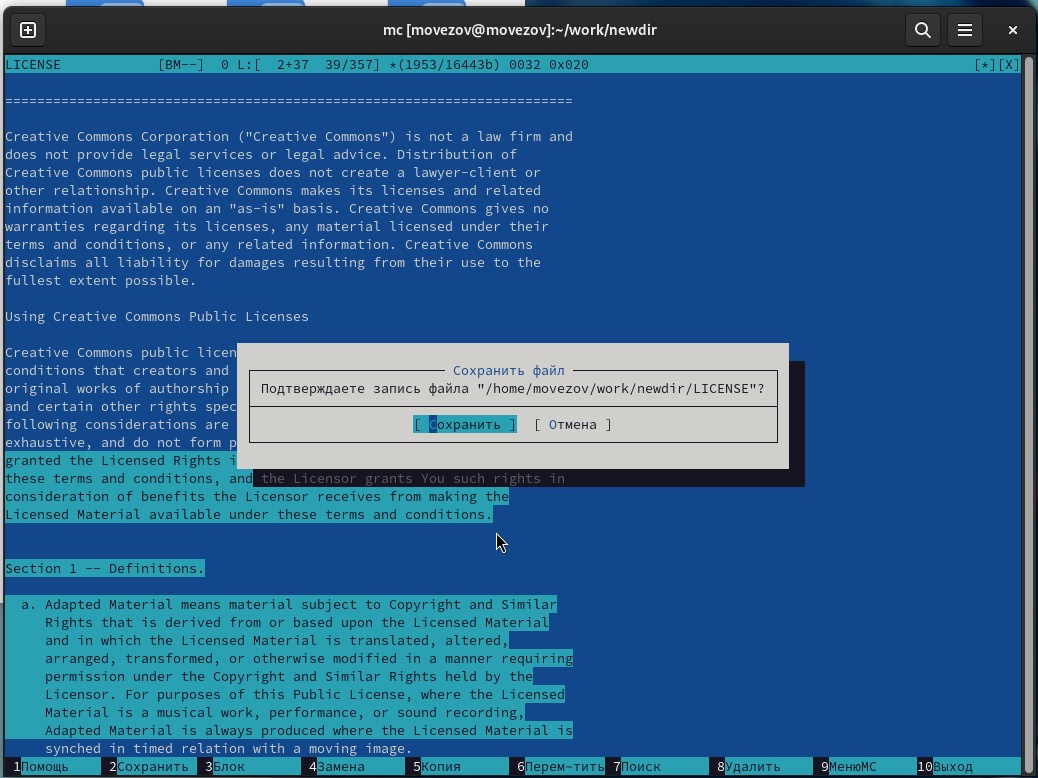 mc [movezov@movezov]:~/work/newdir
LICENSE [BM--] 0 L:[ 2+37 39/357] *(1953/16443b) 0032 0x020 [*][X]
=======================================================================
Creative Commons Corporation ("Creative Commons") is not a law firm and
does not provide legal services or legal advice. Distribution of
Creative Commons public licenses does not create a lawyer-client or
other relationship. Creative Commons makes its licenses and related
information available on an "as-is" basis. Creative Commons gives no
warranties regarding its licenses, any material licensed under their
terms and conditions, or any related information. Creative Commons
disclaims all liability for damages resulting from their use to the
fullest extent possible.
Using Creative Commons Public Licenses
Creative Commons public licen
conditions that creators and
original works of authorship
and certain other rights spec
following considerations are
exhaustive, and do not form p
granted the Licensed Rights i
these terms and conditions, and the Licensor grants You such rights in
consideration of benefits the Licensor receives from making the
Licensed Material available under these terms and conditions.
Сохранить файл
Подтверждаете запись файла "/home/movezov/work/newdir/LICENSE"?
[ Сохранить ] [ Отмена ]
Section 1 -- Definitions.
a. Adapted Material means material subject to Copyright and Similar
Rights that is derived from or based upon the Licensed Material
and in which the Licensed Material is translated, altered,
arranged, transformed, or otherwise modified in a manner requiring
permission under the Copyright and Similar Rights held by the
Licensor. For purposes of this Public License, where the Licensed
Material is a musical work, performance, or sound recording,
Adapted Material is always produced where the Licensed Material is
synched in timed relation with a moving image.
1Помощь 2Сохранить 3Блок 4Замена 5Копия 6Перем~тить 7Поиск 8Удалить 9МенюMC 10Выход